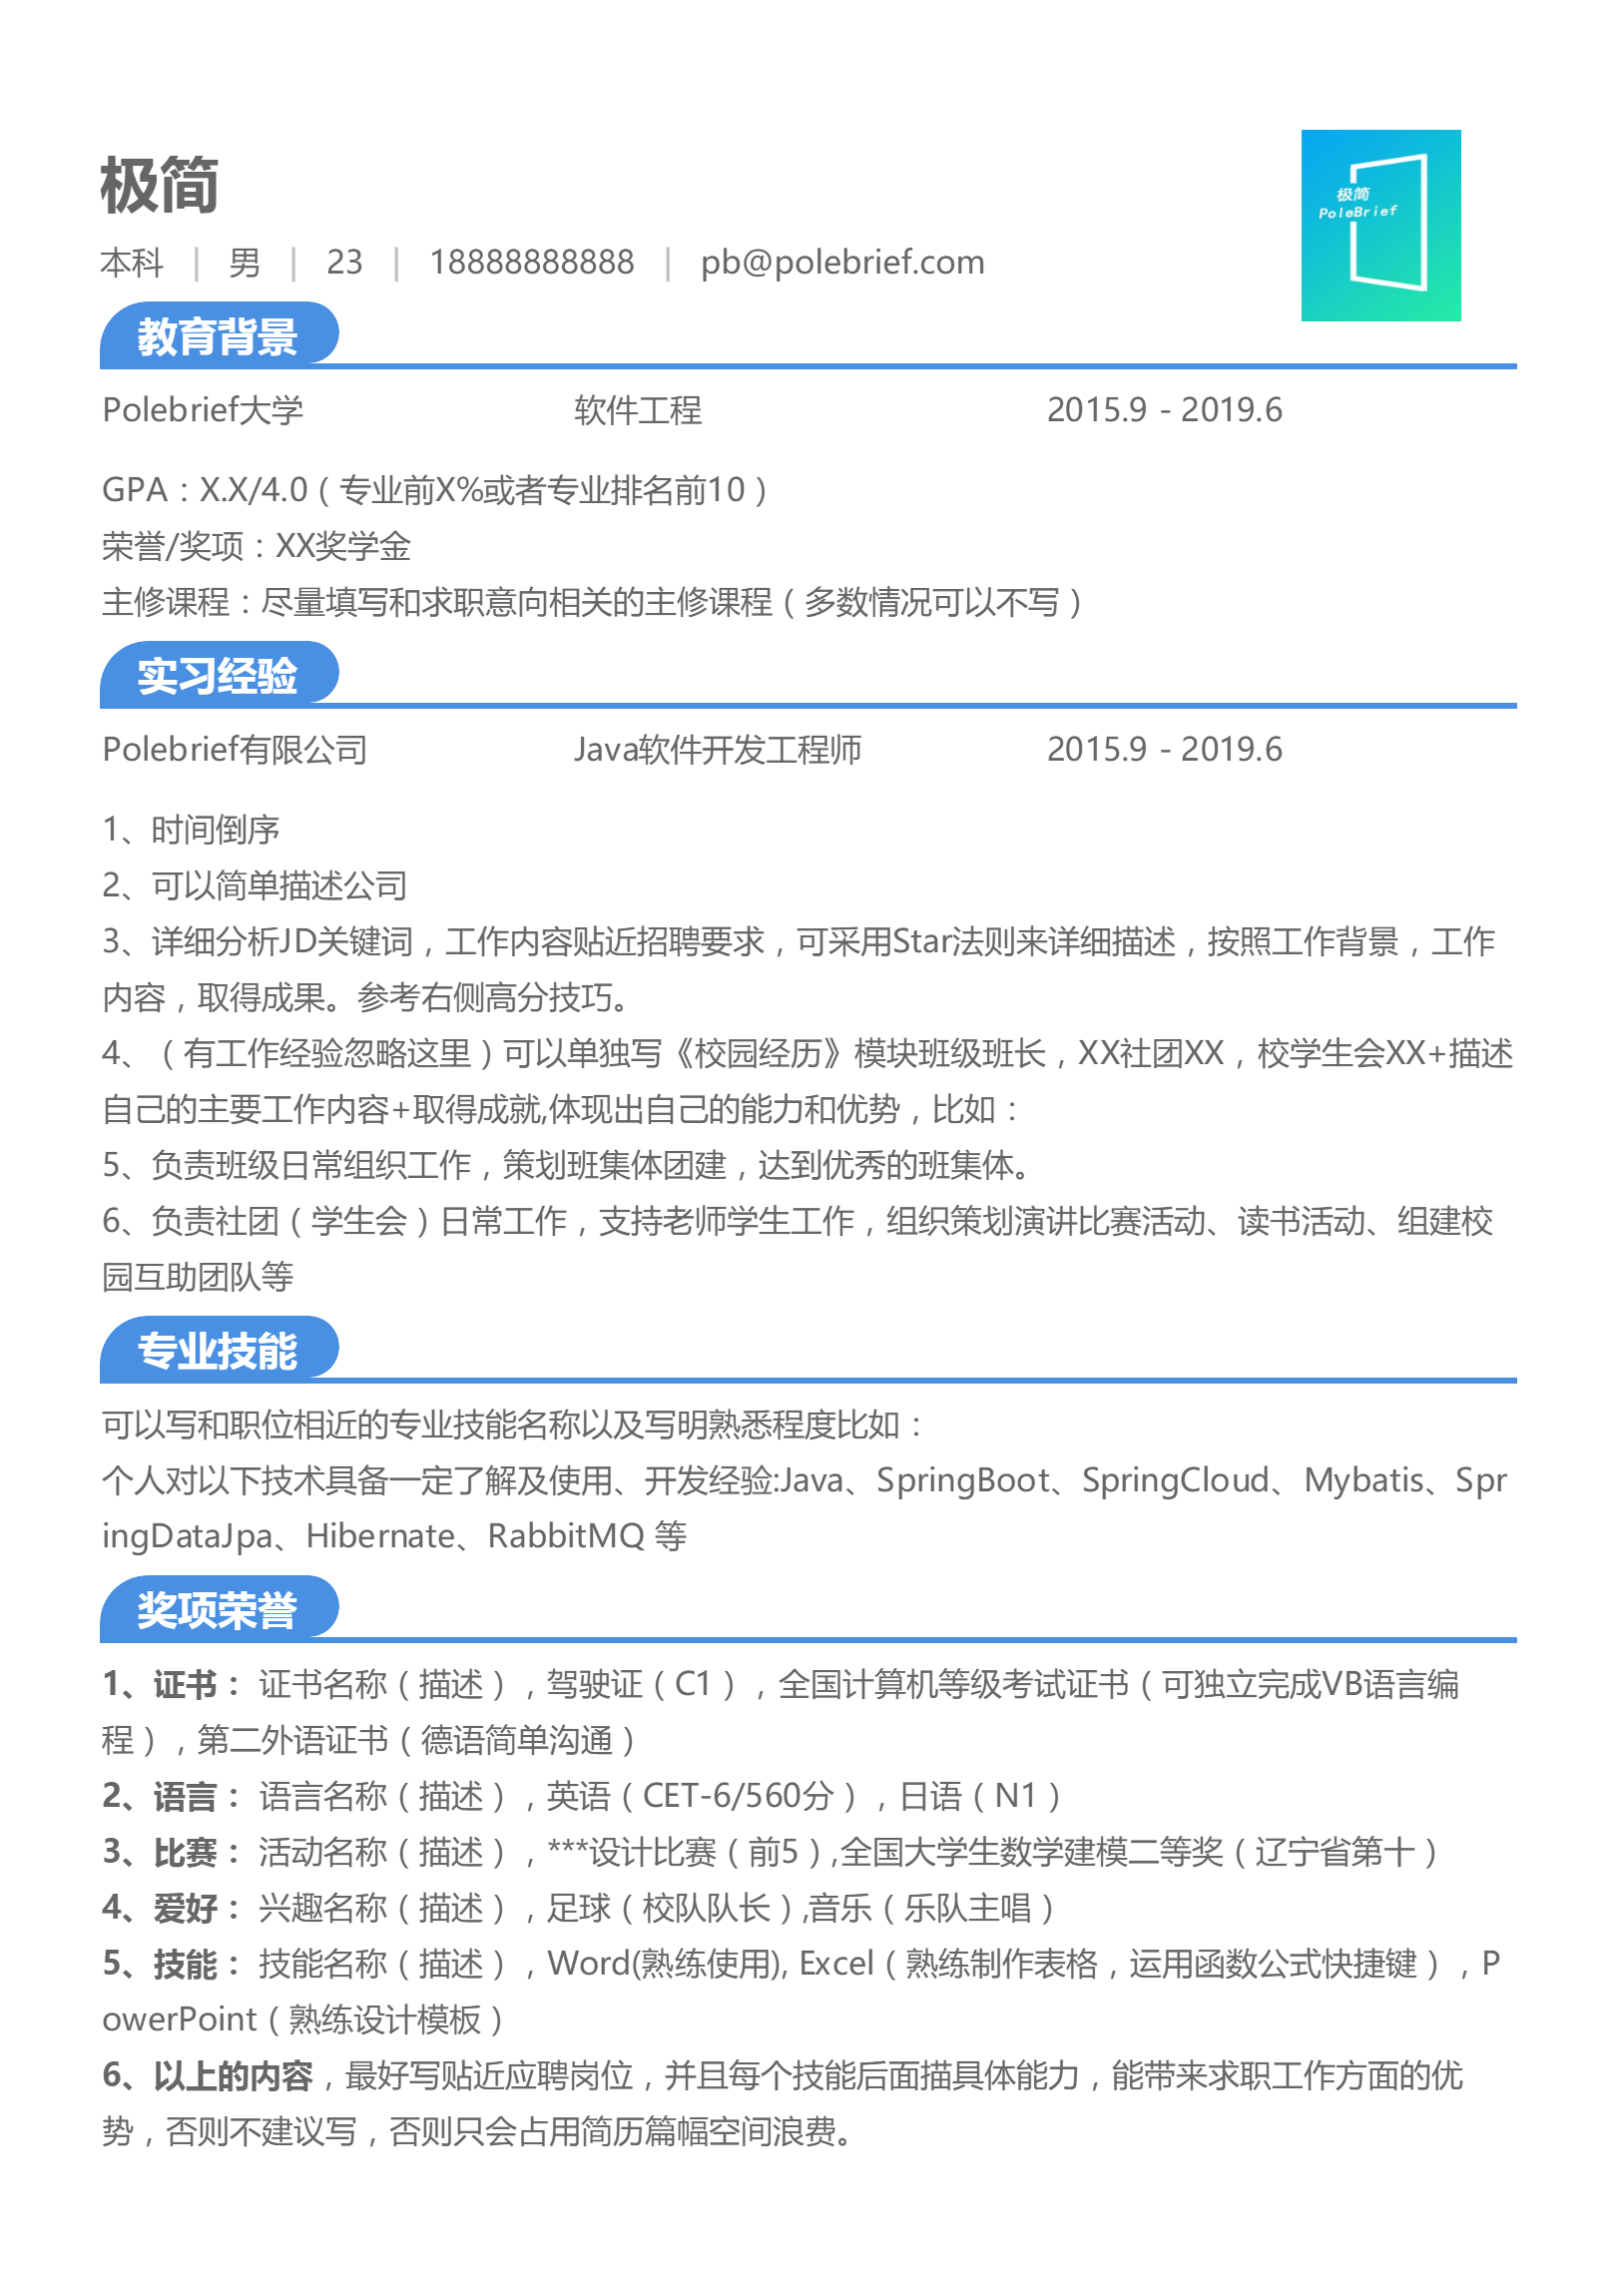 极简
极简
PoleBrief
本科 | 男 | 23 | 18888888888 | pb@polebrief.com
教育背景
Polebrief大学 软件工程 2015.9 - 2019.6
GPA：X.X/4.0（专业前X%或者专业排名前10）
荣誉/奖项：XX奖学金
主修课程：尽量填写和求职意向相关的主修课程（多数情况可以不写）
实习经验
Polebrief有限公司 Java软件开发工程师 2015.9 - 2019.6
1、时间倒序
2、可以简单描述公司
3、详细分析JD关键词，工作内容贴近招聘要求，可采用Star法则来详细描述，按照工作背景，工作
内容，取得成果。参考右侧高分技巧。
4、（有工作经验忽略这里）可以单独写《校园经历》模块班级班长，XX社团XX，校学生会XX+描述
自己的主要工作内容+取得成就,体现出自己的能力和优势，比如：
5、负责班级日常组织工作，策划班集体团建，达到优秀的班集体。
6、负责社团（学生会）日常工作，支持老师学生工作，组织策划演讲比赛活动、读书活动、组建校
园互助团队等
专业技能
可以写和职位相近的专业技能名称以及写明熟悉程度比如：
个人对以下技术具备一定了解及使用、开发经验:Java、SpringBoot、SpringCloud、Mybatis、Spr
ingDataJpa、Hibernate、RabbitMQ 等
奖项荣誉
1、证书： 证书名称（描述），驾驶证（C1），全国计算机等级考试证书（可独立完成VB语言编
程），第二外语证书（德语简单沟通）
2、语言： 语言名称（描述），英语（CET-6/560分），日语（N1）
3、比赛： 活动名称（描述），***设计比赛（前5）,全国大学生数学建模二等奖（辽宁省第十）
4、爱好： 兴趣名称（描述），足球（校队队长）,音乐（乐队主唱）
5、技能： 技能名称（描述），Word(熟练使用), Excel（熟练制作表格，运用函数公式快捷键），P
owerPoint（熟练设计模板）
6、以上的内容，最好写贴近应聘岗位，并且每个技能后面描具体能力，能带来求职工作方面的优
势，否则不建议写，否则只会占用简历篇幅空间浪费。